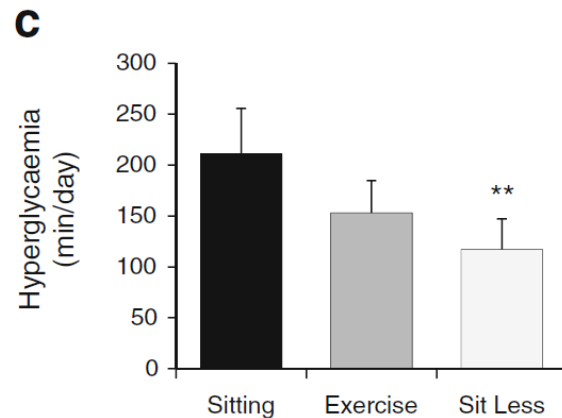 C
300
250
200
150
100
50
0
Hyperglycaemia
(min/day)
**
Sitting
Exercise
Sit Less